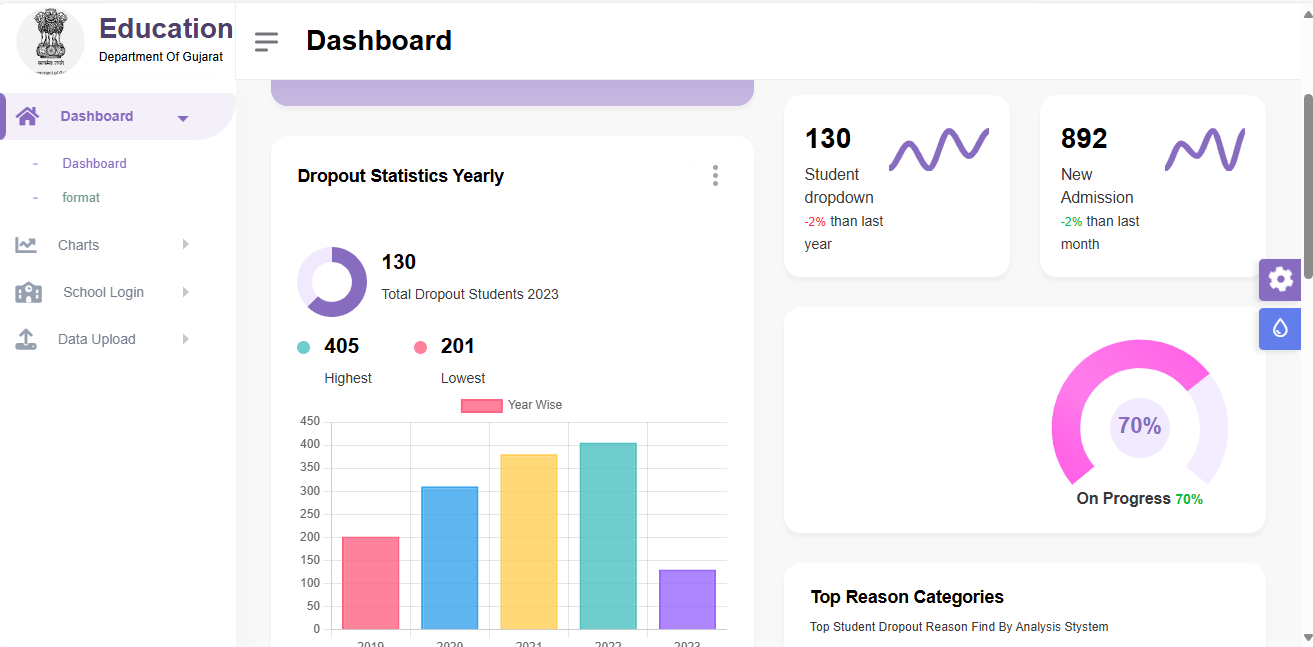 Education
Department Of Gujarat
Dashboard
Dashboard
Dashboard
format
Charts
School Login
Data Upload
Dropout Statistics Yearly
130
Total Dropout Students 2023
405
Highest
201
Lowest
Year Wise
450
400
350
300
250
200
150
100
50
0
2019
2020
2021
2022
2023
130
Student
dropdown
-2% than last
year
892
New
Admission
-2% than last
month
70%
On Progress 70%
Top Reason Categories
Top Student Dropout Reason Find By Analysis Stystem